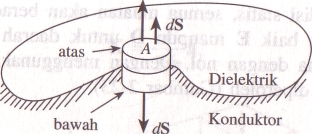 dS
atas
A
Dielektrik
Konduktor
bawah
dS